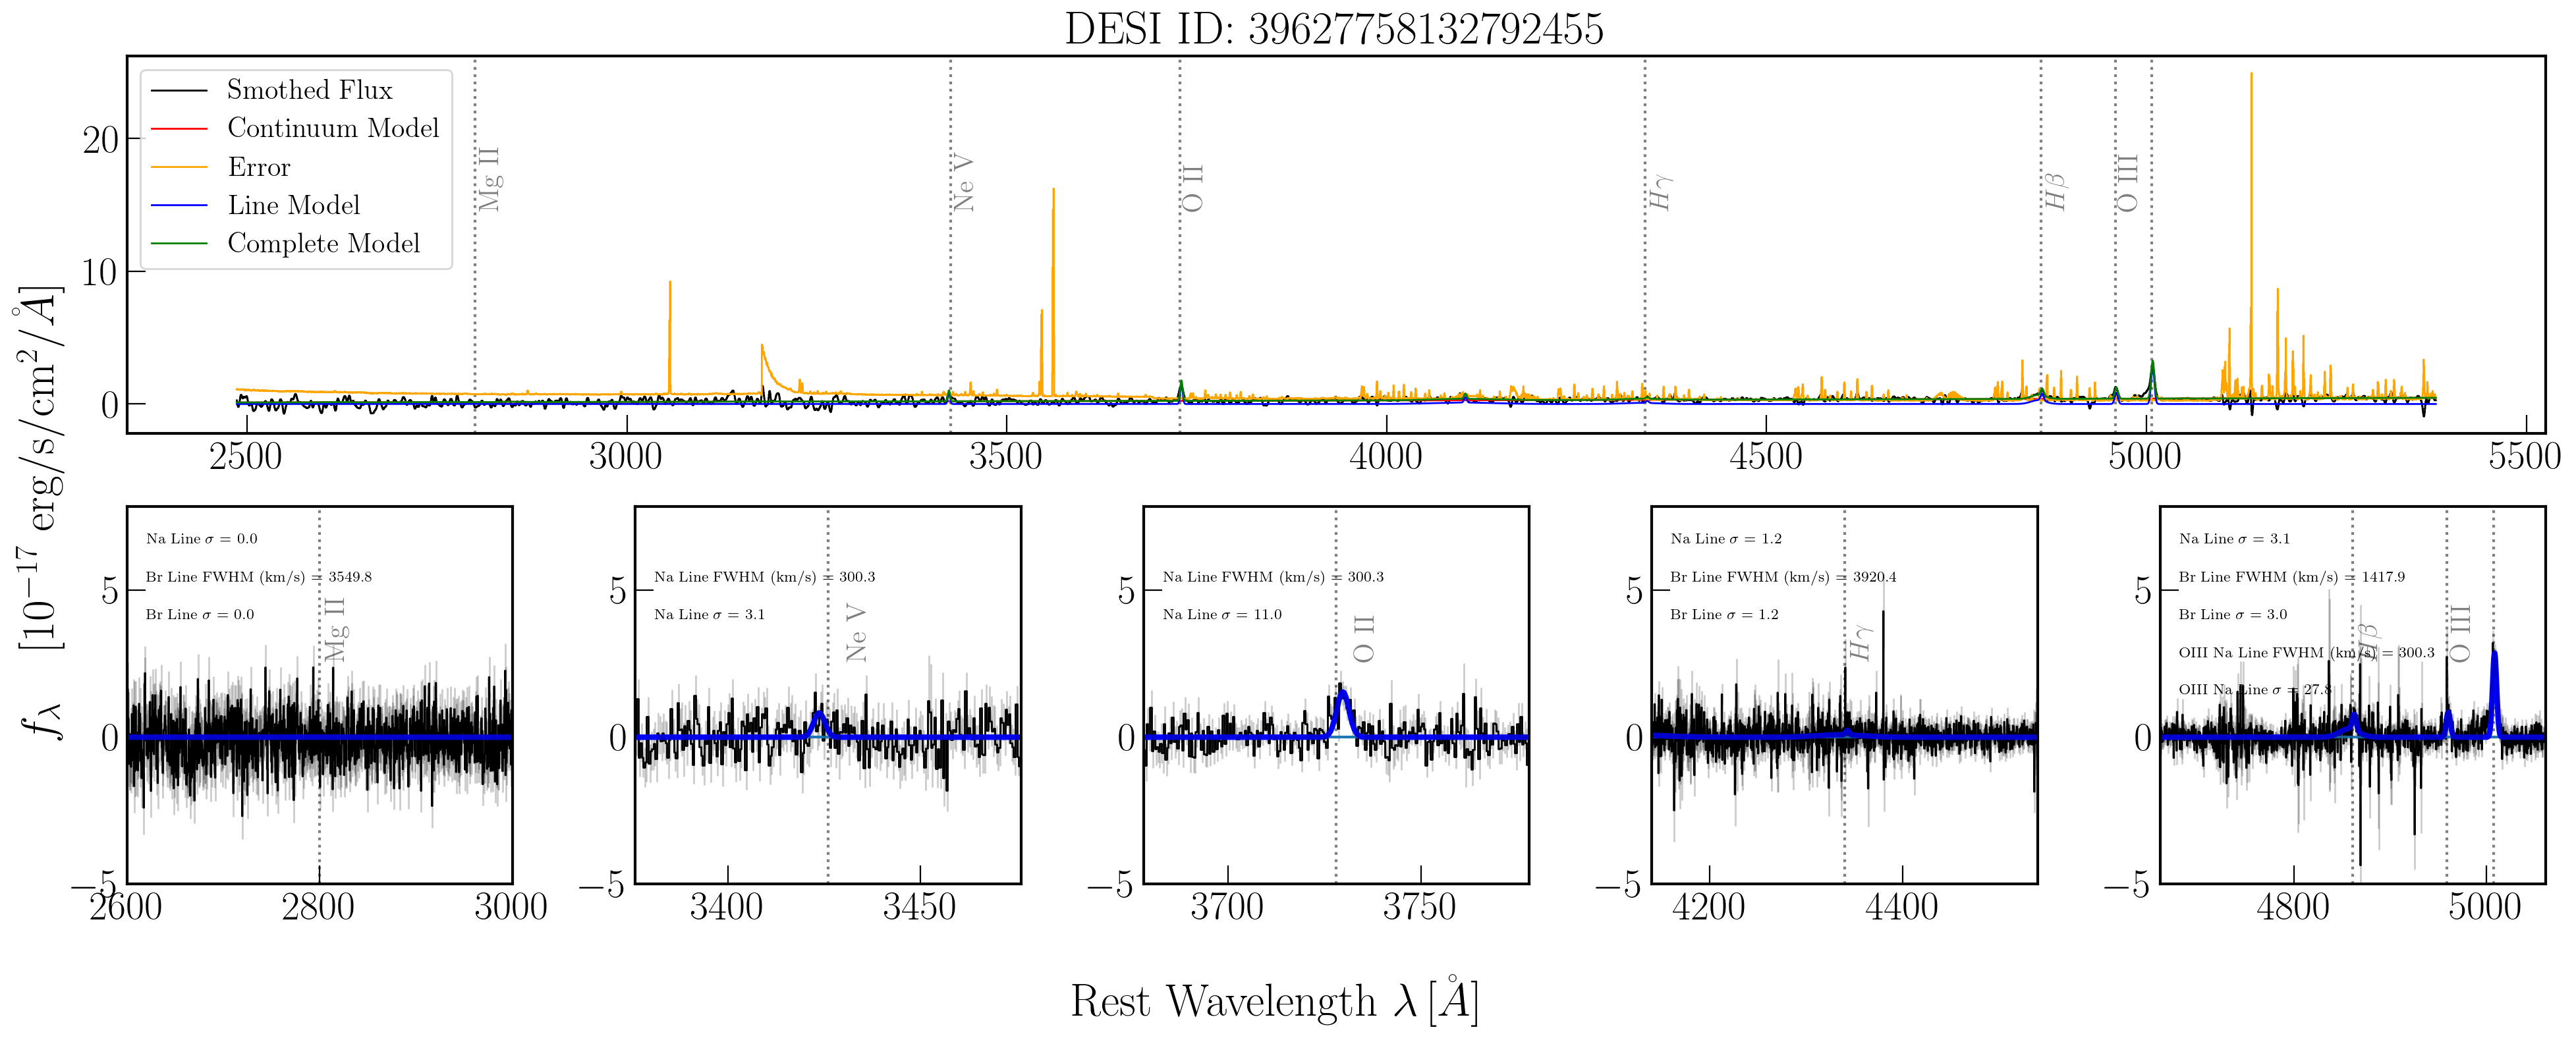 DESI ID: 39627758132792455
Smothed Flux
Continuum Model
Error
Line Model
Complete Model
Mg II
Ne V
O II
Hγ
Hβ
O III
20
10
0
2500 3000 3500 4000 4500 5000 5500
f_λ [10^{-17} erg/s/cm^2/Å]
Na Line σ = 0.0
Br Line FWHM (km/s) = 3549.8
Br Line σ = 0.0
Mg II
5
0
−5
2600 2800 3000
Na Line FWHM (km/s) = 300.3
Na Line σ = 3.1
Ne V
5
0
−5
3400 3450
Na Line FWHM (km/s) = 300.3
Na Line σ = 11.0
O II
5
0
−5
3700 3750
Na Line σ = 1.2
Br Line FWHM (km/s) = 3920.4
Br Line σ = 1.2
Hγ
5
0
−5
4200 4400
Na Line σ = 3.1
Br Line FWHM (km/s) = 1417.9
Br Line σ = 3.0
OIII Na Line FWHM (km/s) = 300.3
OIII Na Line σ = 27.8
Hβ
O III
5
0
−5
4800 5000
Rest Wavelength λ [Å]